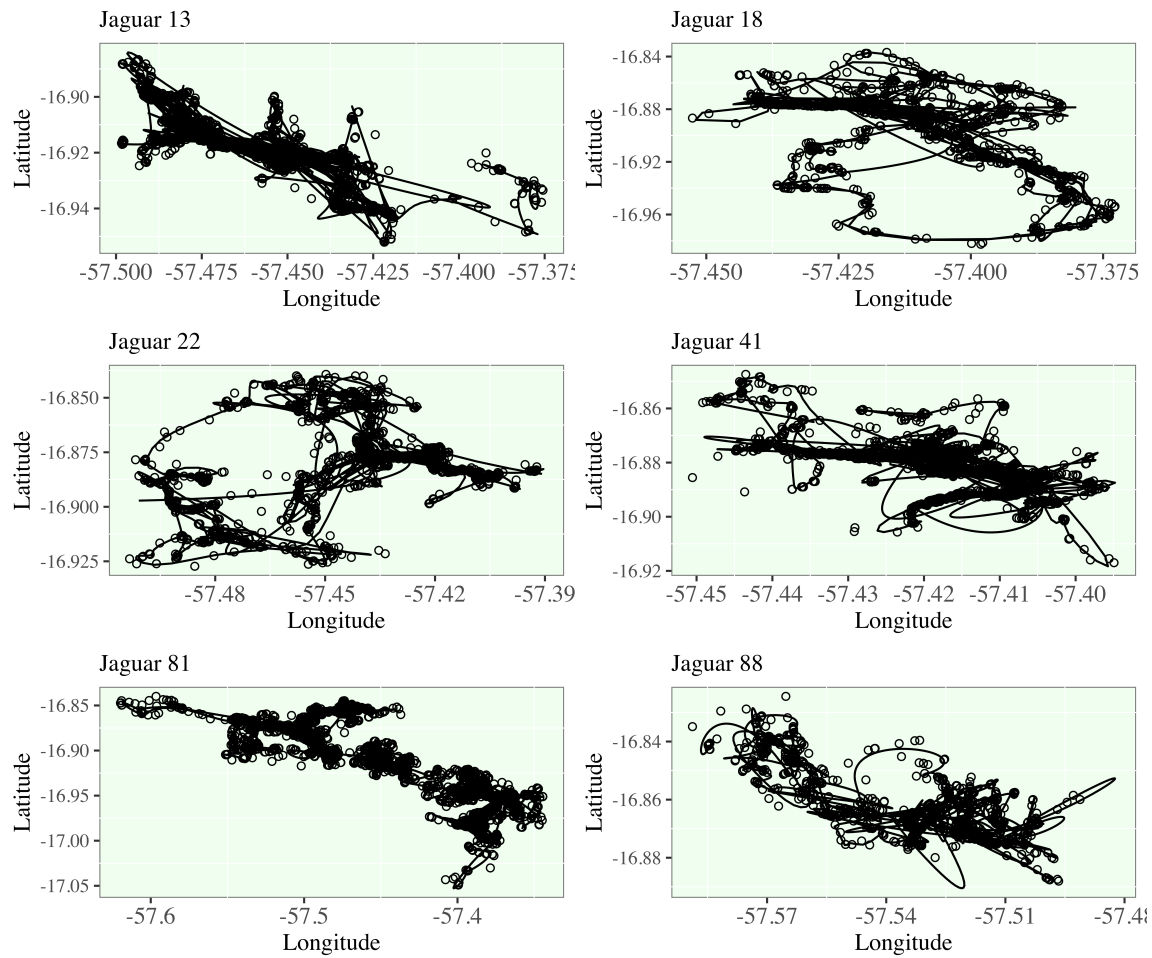 Jaguar 13
Jaguar 18
-16.90
-16.92
-16.94
Latitude
-57.500 -57.475 -57.450 -57.425 -57.400 -57.375
Longitude
-16.84
-16.88
-16.92
-16.96
Latitude
-57.450 -57.425 -57.400 -57.375
Longitude
Jaguar 22
Jaguar 41
-16.850
-16.875
-16.900
-16.925
Latitude
-57.48 -57.45 -57.42 -57.39
Longitude
-16.86
-16.88
-16.90
-16.92
Latitude
-57.45 -57.44 -57.43 -57.42 -57.41 -57.40
Longitude
Jaguar 81
Jaguar 88
-16.85
-16.90
-16.95
-17.00
-17.05
Latitude
-57.6 -57.5 -57.4
Longitude
-16.84
-16.86
-16.88
Latitude
-57.57 -57.54 -57.51 -57.48
Longitude